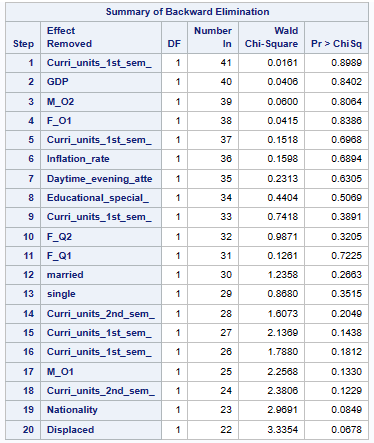 Summary of Backward Elimination
Step Effect Removed DF Number In Wald Chi-Square Pr > ChiSq
1 Curri_units_1st_sem_ 1 41 0.0161 0.8989
2 GDP 1 40 0.0406 0.8402
3 M_O2 1 39 0.0600 0.8064
4 F_O1 1 38 0.0415 0.8386
5 Curri_units_1st_sem_ 1 37 0.1518 0.6968
6 Inflation_rate 1 36 0.1598 0.6894
7 Daytime_evening_atte 1 35 0.2313 0.6305
8 Educational_special_ 1 34 0.4404 0.5069
9 Curri_units_1st_sem_ 1 33 0.7418 0.3891
10 F_Q2 1 32 0.9871 0.3205
11 F_Q1 1 31 0.1261 0.7225
12 married 1 30 1.2358 0.2663
13 single 1 29 0.8680 0.3515
14 Curri_units_2nd_sem_ 1 28 1.6073 0.2049
15 Curri_units_1st_sem_ 1 27 2.1369 0.1438
16 Curri_units_1st_sem_ 1 26 1.7880 0.1812
17 M_O1 1 25 2.2568 0.1330
18 Curri_units_2nd_sem_ 1 24 2.3806 0.1229
19 Nationality 1 23 2.9691 0.0849
20 Displaced 1 22 3.3354 0.0678